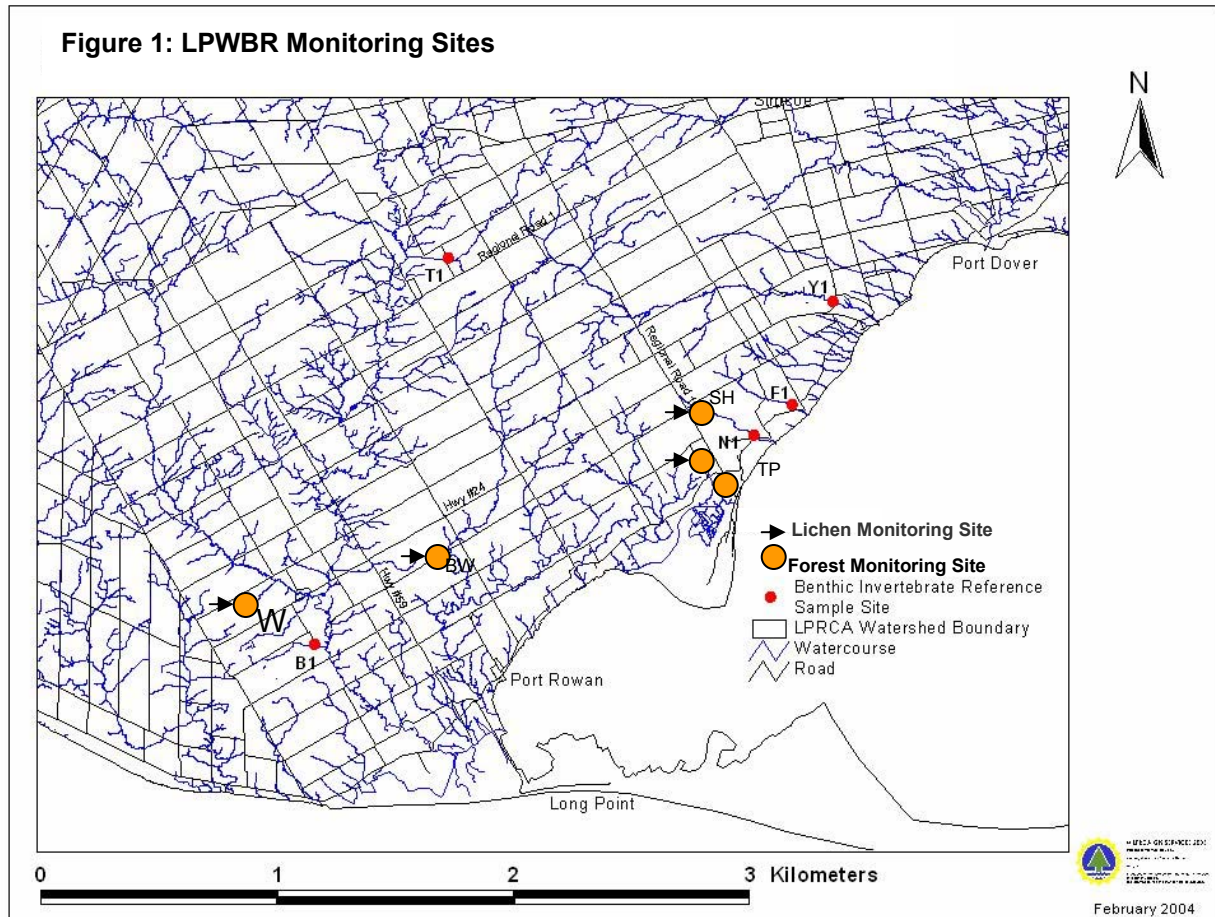 Figure 1: LPWBR Monitoring Sites
N
Regional Road 1
T1
Port Dover
Y1
Regional Road 1
SH
F1
N1
TP
Hwy #24
BW
Hwy #59
W
B1
Port Rowan
Long Point
Lichen Monitoring Site
Forest Monitoring Site
Benthic Invertebrate Reference
Sample Site
LPRCA Watershed Boundary
Watercourse
Road
0 1 2 3 Kilometers
February 2004